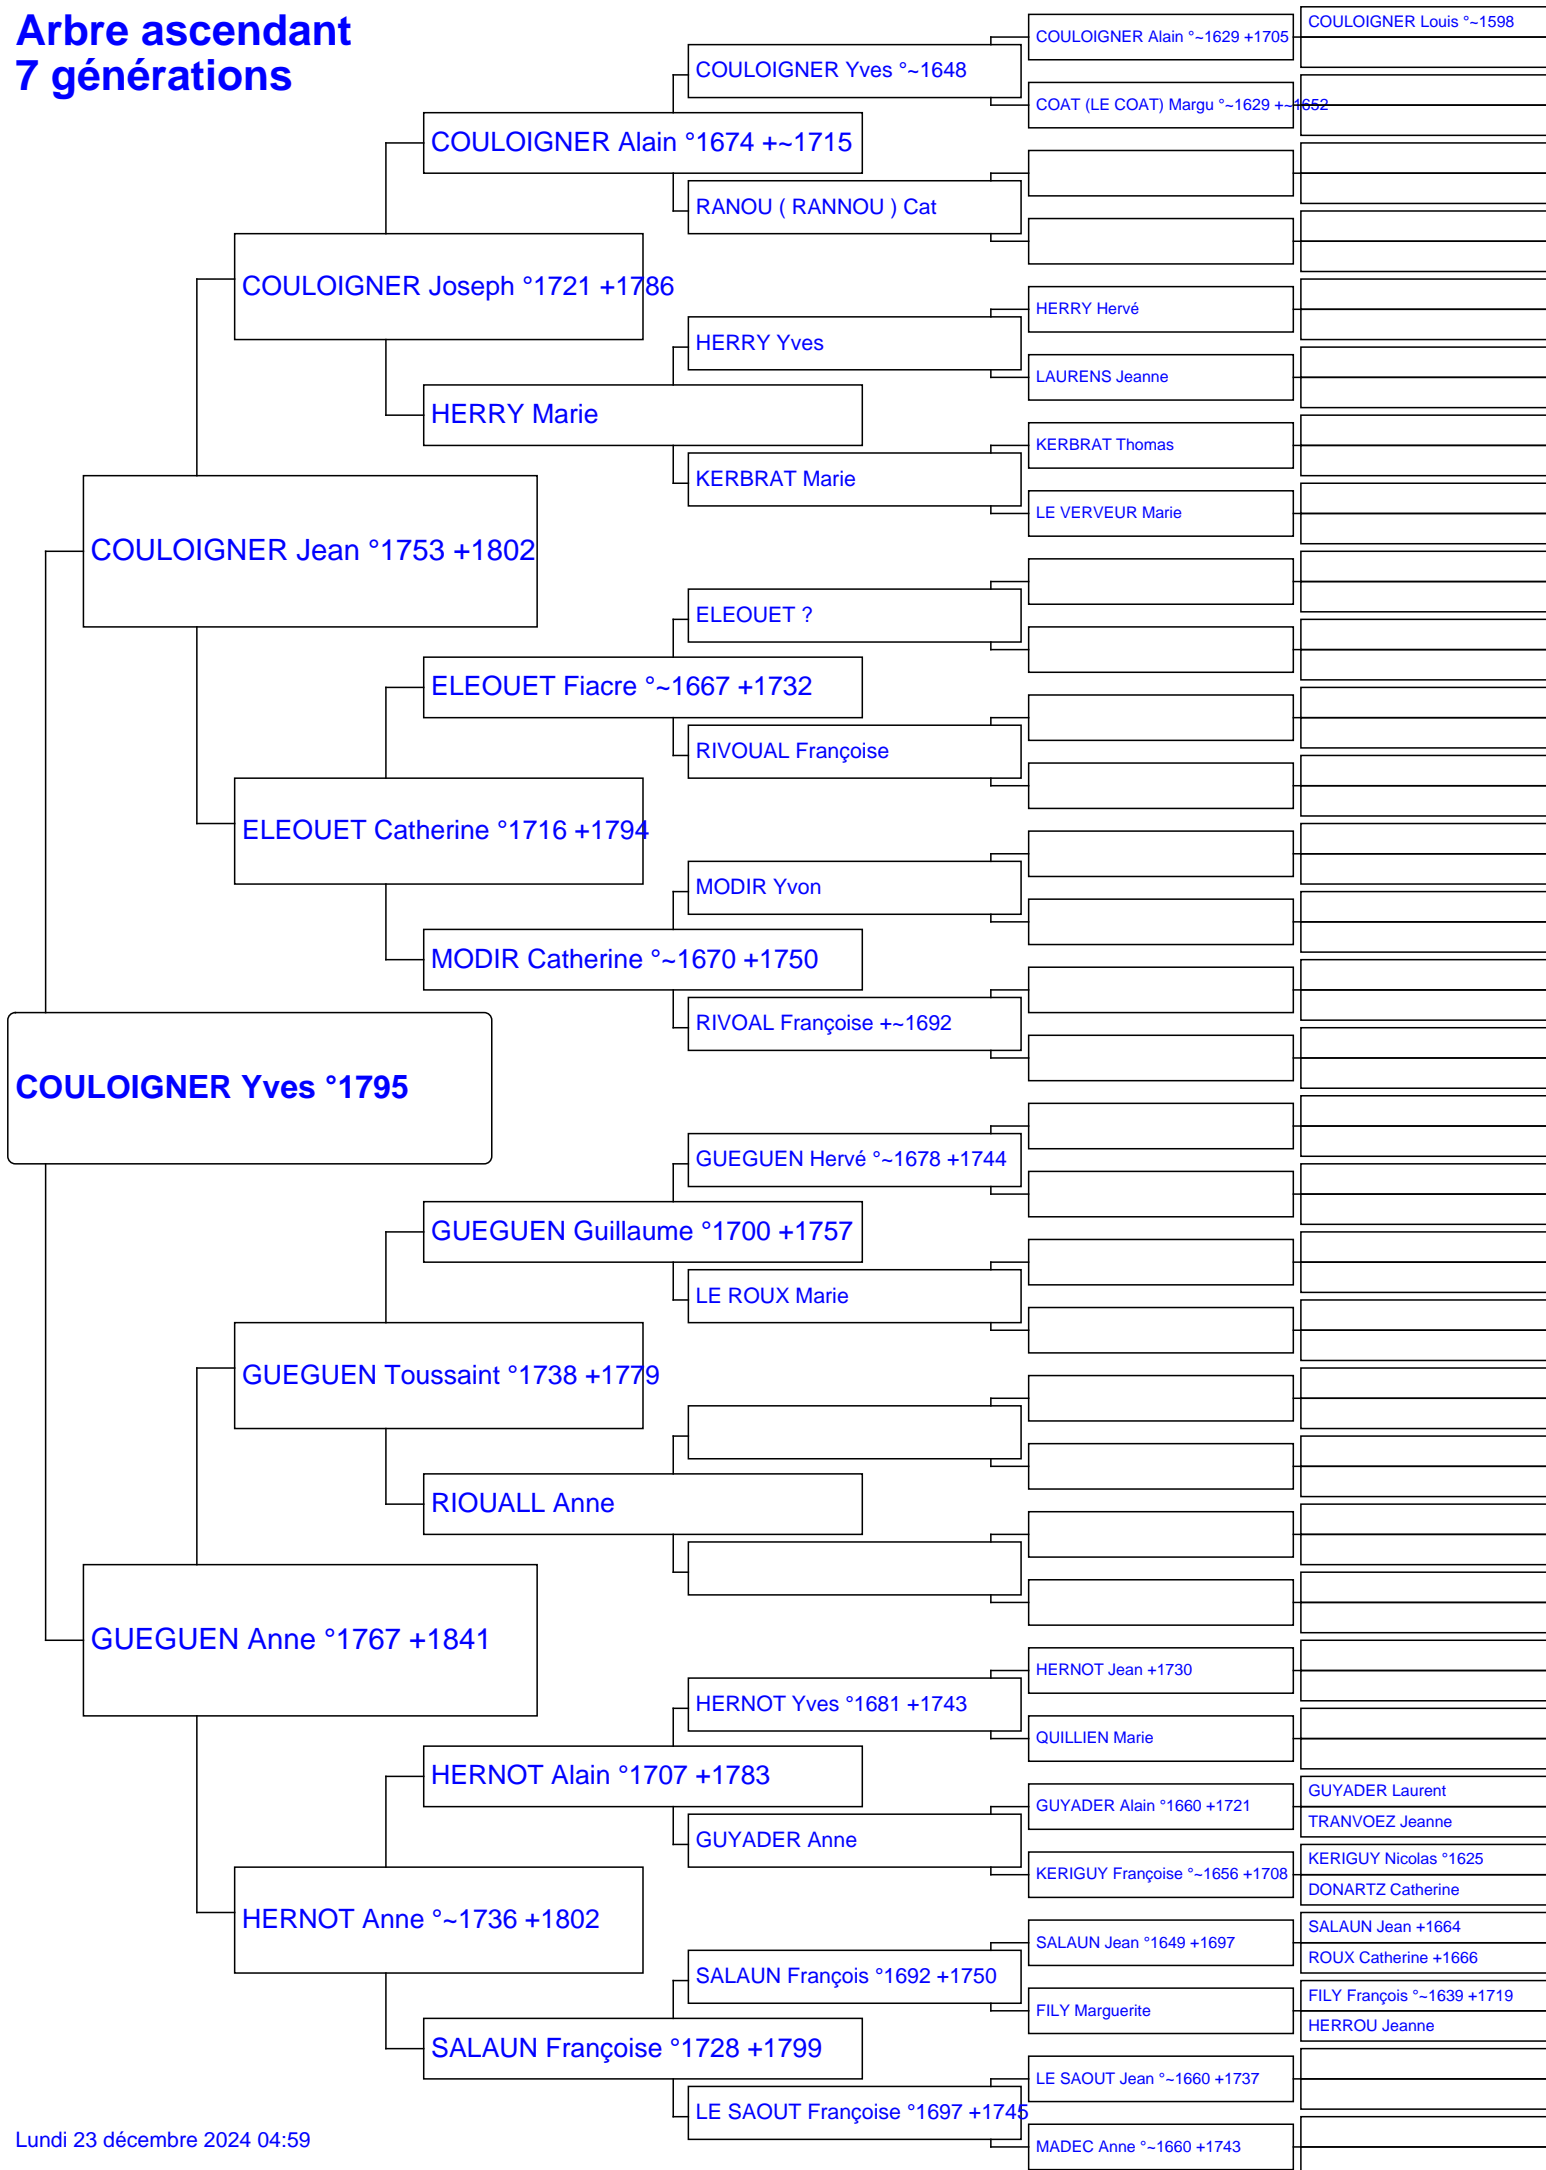 Arbre ascendant
7 générations
COULOIGNER Yves °1795
COULOIGNER Jean °1753 +1802
GUEGUEN Anne °1767 +1841
COULOIGNER Joseph °1721 +1786
ELEOUET Catherine °1716 +1794
GUEGUEN Toussaint °1738 +1779
HERNOT Anne °~1736 +1802
COULOIGNER Alain °1674 +~1715
HERRY Marie
ELEOUET Fiacre °~1667 +1732
MODIR Catherine °~1670 +1750
GUEGUEN Guillaume °1700 +1757
RIOUALL Anne
HERNOT Alain °1707 +1783
SALAUN Françoise °1728 +1799
COULOIGNER Yves °~1648
RANOU ( RANNOU ) Cat
HERRY Yves
KERBRAT Marie
ELEOUET ?
RIVOUAL Françoise
MODIR Yvon
RIVOAL Françoise +~1692
GUEGUEN Hervé °~1678 +1744
LE ROUX Marie
HERNOT Yves °1681 +1743
GUYADER Anne
SALAUN François °1692 +1750
LE SAOUT Françoise °1697 +1745
COULOIGNER Alain °~1629 +1705
COAT (LE COAT) Margu °~1629 +~1652
HERRY Hervé
LAURENS Jeanne
KERBRAT Thomas
LE VERVEUR Marie
HERNOT Jean +1730
QUILLIEN Marie
GUYADER Alain °1660 +1721
KERIGUY Françoise °~1656 +1708
SALAUN Jean °1649 +1697
FILY Marguerite
LE SAOUT Jean °~1660 +1737
MADEC Anne °~1660 +1743
COULOIGNER Louis °~1598
GUYADER Laurent
TRANVOEZ Jeanne
KERIGUY Nicolas °1625
DONARTZ Catherine
SALAUN Jean +1664
ROUX Catherine +1666
FILY François °~1639 +1719
HERROU Jeanne
Lundi 23 décembre 2024 04:59